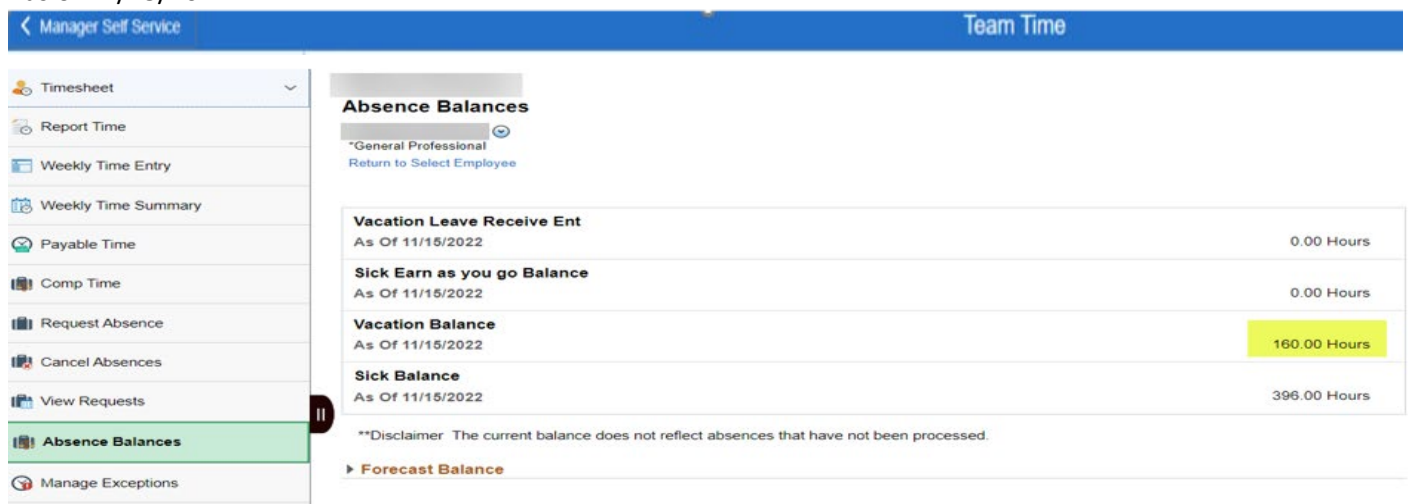 Manager Self Service
Team Time
Timesheet
Report Time
Weekly Time Entry
Weekly Time Summary
Payable Time
Comp Time
Request Absence
Cancel Absences
View Requests
Absence Balances
Manage Exceptions
Absence Balances
*General Professional
Return to Select Employee
Vacation Leave Receive Ent
As Of 11/15/2022 0.00 Hours
Sick Earn as you go Balance
As Of 11/15/2022 0.00 Hours
Vacation Balance
As Of 11/15/2022 160.00 Hours
Sick Balance
As Of 11/15/2022 396.00 Hours
**Disclaimer The current balance does not reflect absences that have not been processed.
Forecast Balance